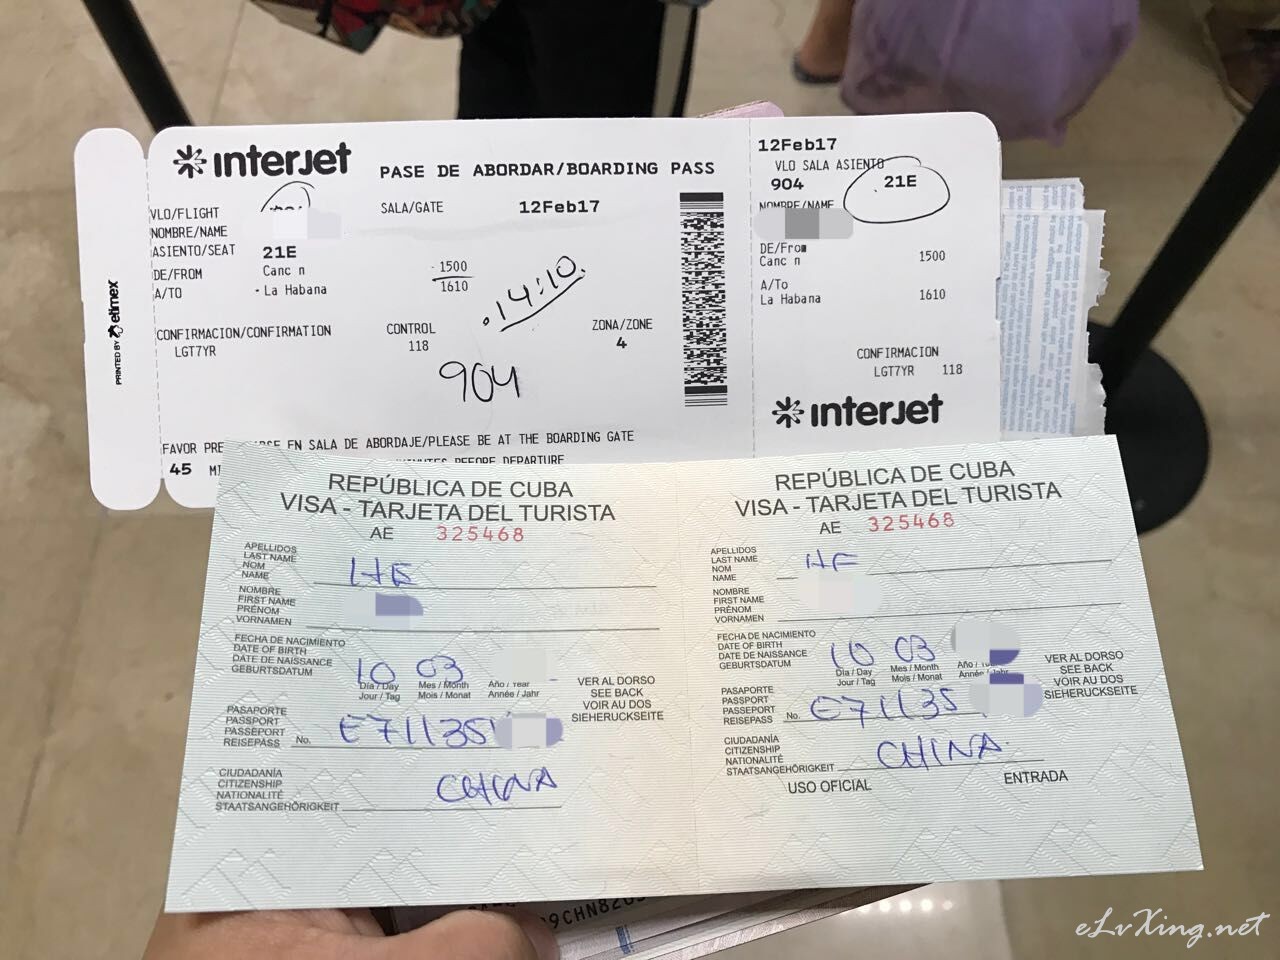 interjet
PASE DE ABORDAR/BOARDING PASS
VLO/FLIGHT
SALA/GATE 12Feb17
NOMBRE/NAME
ASIENTO/SEAT 21E
DE/FROM Canc n 1500
A/TO La Habana 1610
.14:10.
CONFIRMACION/CONFIRMATION
LGT7YR
CONTROL
118
ZONA/ZONE
4
904
FAVOR PRE EN SALA DE ABORDAJE/PLEASE BE AT THE BOARDING GATE
45 MINUTES BEFORE DEPARTURE
PRINTED BY etimex
12Feb17
VLO SALA ASIENTO
904 21E
NOMBRE/NAME
DE/From
Canc n 1500
A/To
La Habana 1610
CONFIRMACION
LGT7YR 118
interjet
REPÚBLICA DE CUBA
VISA - TARJETA DEL TURISTA
AE 325468
APELLIDOS
LAST NAME
NOM
NAME
HE
NOMBRE
FIRST NAME
PRÉNOM
VORNAMEN
FECHA DE NACIMIENTO
DATE OF BIRTH
DATE DE NAISSANCE
GEBURTSDATUM
10 03
Día / Day Mes / Month Año / Year
Jour / Tag Mois / Monat Année / Jahr
VER AL DORSO
SEE BACK
VOIR AU DOS
SIEHERUCKSEITE
PASAPORTE
PASSPORT
PASSEPORT
REISEPASS No. E71135
CIUDADANÍA
CITIZENSHIP
NATIONALITÉ
STAATSANGEHÖRIGKEIT
CHINA
REPÚBLICA DE CUBA
VISA - TARJETA DEL TURISTA
AE 325468
APELLIDOS
LAST NAME
NOM
NAME
HE
NOMBRE
FIRST NAME
PRÉNOM
VORNAMEN
FECHA DE NACIMIENTO
DATE OF BIRTH
DATE DE NAISSANCE
GEBURTSDATUM
10 03
Día / Day Mes / Month Año /
Jour / Tag Mois / Monat
VER AL DORSO
SEE BACK
VOIR AU DOS
SIEHERUCKSEITE
PASAPORTE
PASSPORT
PASSEPORT
REISEPASS No. E71135
CIUDADANÍA
CITIZENSHIP
NATIONALITÉ
STAATSANGEHÖRIGKEIT
CHINA
USO OFICIAL ENTRADA
eLvXing.net